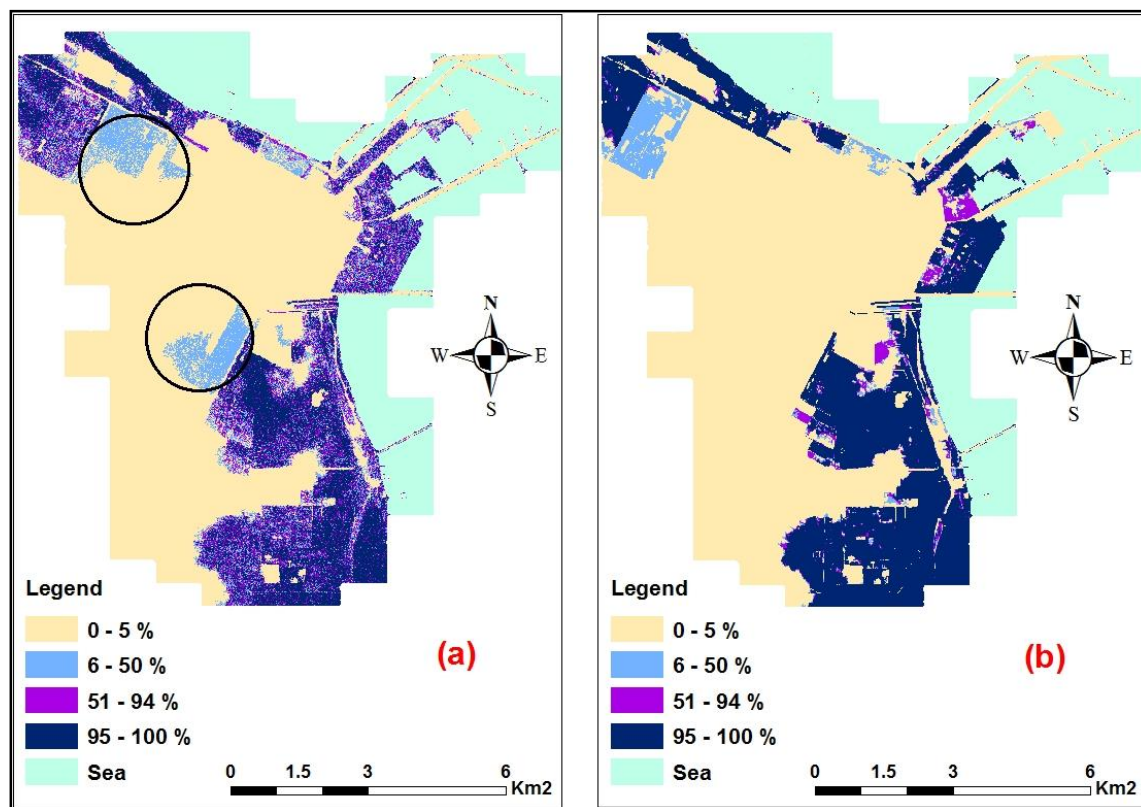 N
W E
S
Legend
0 - 5 %
6 - 50 %
51 - 94 %
95 - 100 %
Sea
(a)
0 1.5 3 6
Km2
N
W E
S
Legend
0 - 5 %
6 - 50 %
51 - 94 %
95 - 100 %
Sea
(b)
0 1.5 3 6
Km2